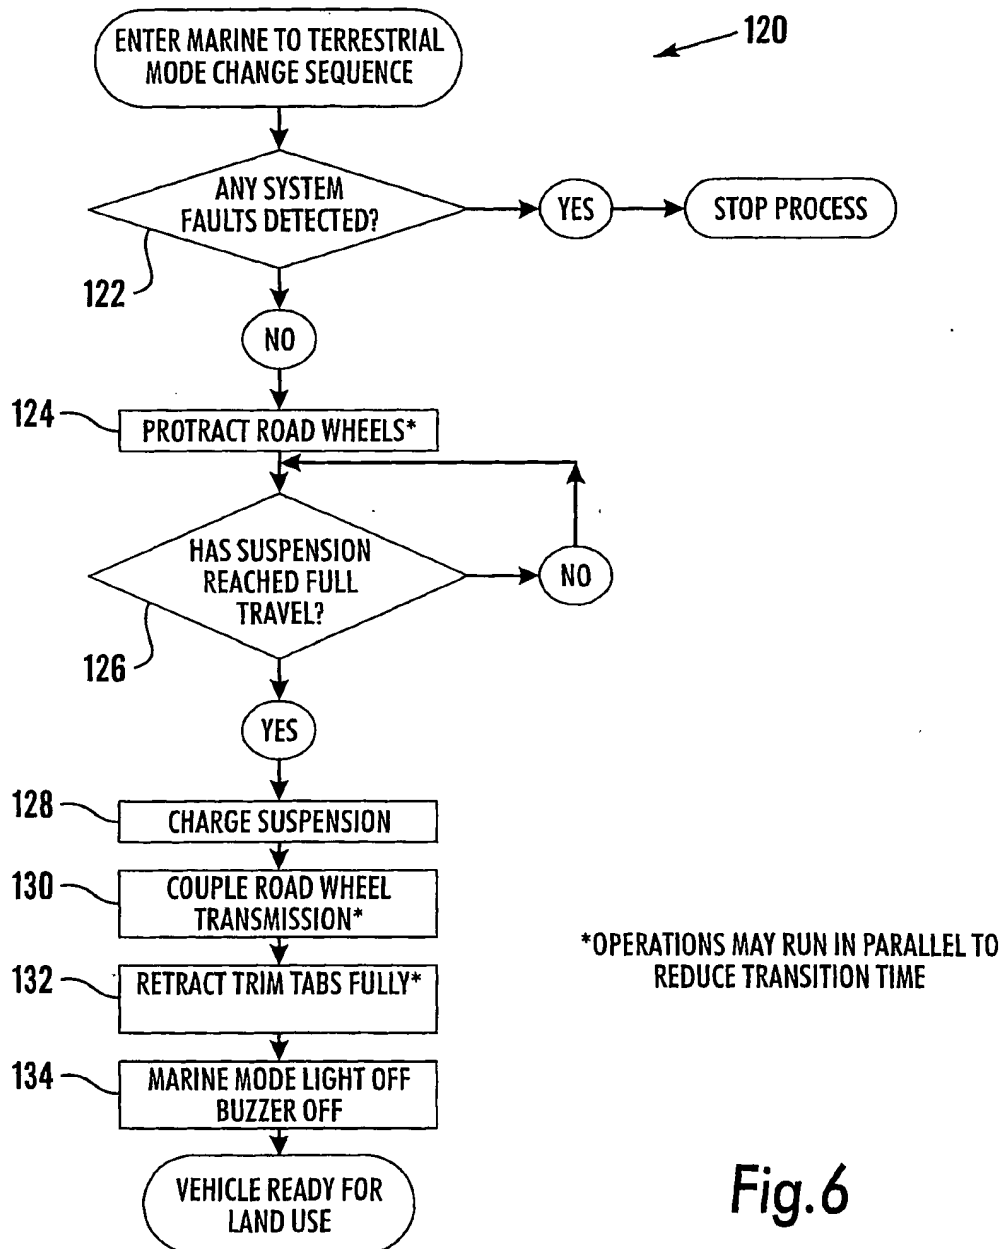 ENTER MARINE TO TERRESTRIAL
MODE CHANGE SEQUENCE
120
ANY SYSTEM
FAULTS DETECTED?
YES
STOP PROCESS
122
NO
124
PROTRACT ROAD WHEELS*
HAS SUSPENSION
REACHED FULL
TRAVEL?
NO
126
YES
128
CHARGE SUSPENSION
130
COUPLE ROAD WHEEL
TRANSMISSION*
132
RETRACT TRIM TABS FULLY*
134
MARINE MODE LIGHT OFF
BUZZER OFF
VEHICLE READY FOR
LAND USE
*OPERATIONS MAY RUN IN PARALLEL TO
REDUCE TRANSITION TIME
Fig.6